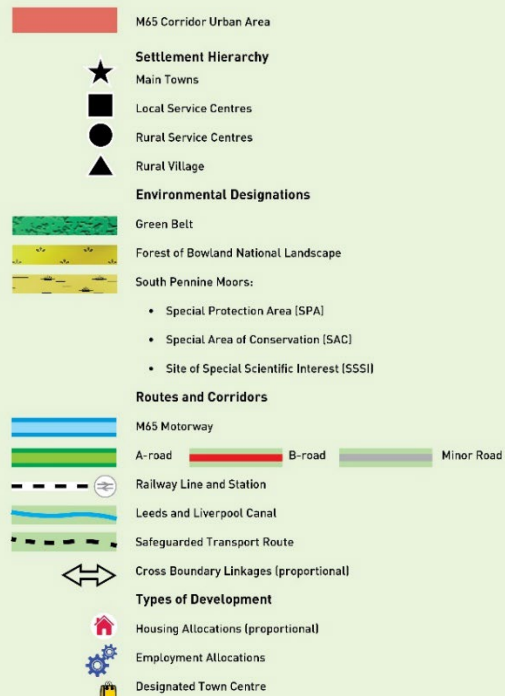 M65 Corridor Urban Area
Settlement Hierarchy
Main Towns
Local Service Centres
Rural Service Centres
Rural Village
Environmental Designations
Green Belt
Forest of Bowland National Landscape
South Pennine Moors:
• Special Protection Area (SPA)
• Special Area of Conservation (SAC)
• Site of Special Scientific Interest (SSSI)
Routes and Corridors
M65 Motorway
A-road B-road Minor Road
Railway Line and Station
Leeds and Liverpool Canal
Safeguarded Transport Route
Cross Boundary Linkages (proportional)
Types of Development
Housing Allocations (proportional)
Employment Allocations
Designated Town Centre